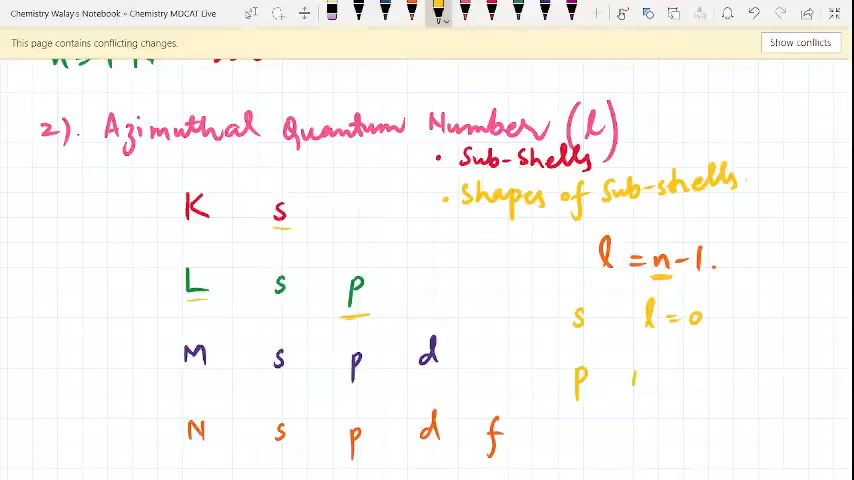 Chemistry Walay's Notebook » Chemistry MDCAT Live
This page contains conflicting changes.
Show conflicts
2). Azimuthal Quantum Number (l)
• Sub-Shells
• Shapes of Sub-shells.
K s
l = n-1.
L s p
s l = 0
M s p d
p
N s p d f